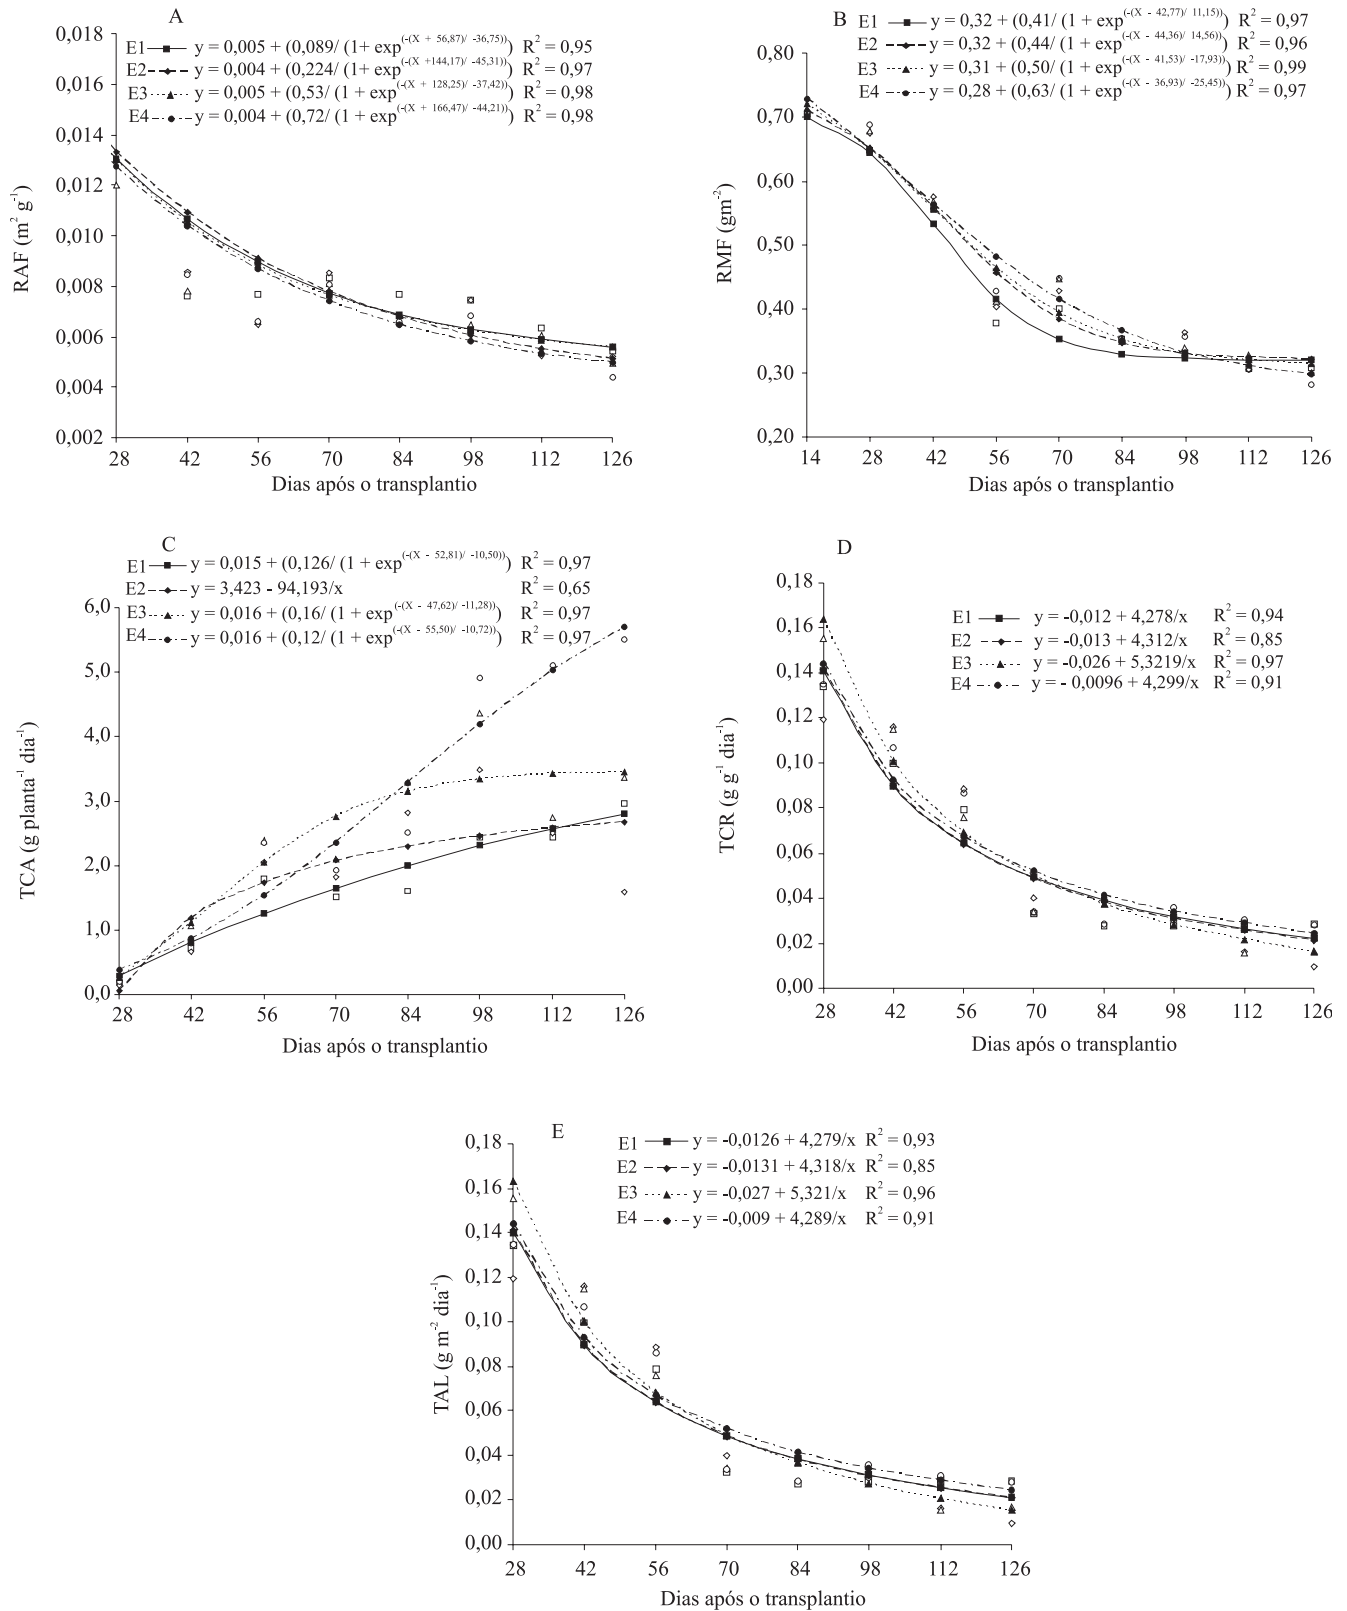 A
E1 y = 0,005 + (0,089/ (1+ exp(-(X + 56,87)/ -36,75)) R2 = 0,95
E2 y = 0,004 + (0,224/ (1+ exp(-(X +144,17)/ -45,31)) R2 = 0,97
E3 y = 0,005 + (0,53/ (1 + exp(-(X + 128,25)/ -37,42)) R2 = 0,98
E4 y = 0,004 + (0,72/ (1 + exp(-(X + 166,47)/ -44,21)) R2 = 0,98
0,018
0,016
0,014
0,012
0,010
0,008
0,006
0,004
0,002
RAF (m2 g-1)
28 42 56 70 84 98 112 126
Dias após o transplantio
B
E1 y = 0,32 + (0,41/ (1 + exp(-(X - 42,77)/ 11,15)) R2 = 0,97
E2 y = 0,32 + (0,44/ (1 + exp(-(X - 44,36)/ 14,56)) R2 = 0,96
E3 y = 0,31 + (0,50/ (1 + exp(-(X - 41,53)/ -17,93)) R2 = 0,99
E4 y = 0,28 + (0,63/ (1 + exp(-(X - 36,93)/ -25,45)) R2 = 0,97
0,80
0,70
0,60
0,50
0,40
0,30
0,20
RMF (gm-2)
14 28 42 56 70 84 98 112 126
Dias após o transplantio
C
E1 y = 0,015 + (0,126/ (1 + exp(-(X - 52,81)/ -10,50)) R2 = 0,97
E2 y = 3,423 - 94,193/x R2 = 0,65
E3 y = 0,016 + (0,16/ (1 + exp(-(X - 47,62)/ -11,28)) R2 = 0,97
E4 y = 0,016 + (0,12/ (1 + exp(-(X - 55,50)/ -10,72)) R2 = 0,97
6,0
5,0
4,0
3,0
2,0
1,0
0,0
TCA (g planta-1 dia-1)
28 42 56 70 84 98 112 126
Dias após o transplantio
D
E1 y= -0,012 + 4,278/x R2 = 0,94
E2 y= -0,013 + 4,312/x R2 = 0,85
E3 y= -0,026 + 5,3219/x R2 = 0,97
E4 y= - 0,0096 + 4,299/x R2 = 0,91
0,18
0,16
0,14
0,12
0,10
0,08
0,06
0,04
0,02
0,00
TCR (g g-1 dia-1)
28 42 56 70 84 98 112 126
Dias após o transplantio
E
E1 y = -0,0126 + 4,279/x R2 = 0,93
E2 y = -0,0131 + 4,318/x R2 = 0,85
E3 y = -0,027 + 5,321/x R2 = 0,96
E4 y = -0,009 + 4,289/x R2 = 0,91
0,18
0,16
0,14
0,12
0,10
0,08
0,06
0,04
0,02
0,00
TAL (g m-2 dia-1)
28 42 56 70 84 98 112 126
Dias após o transplantio